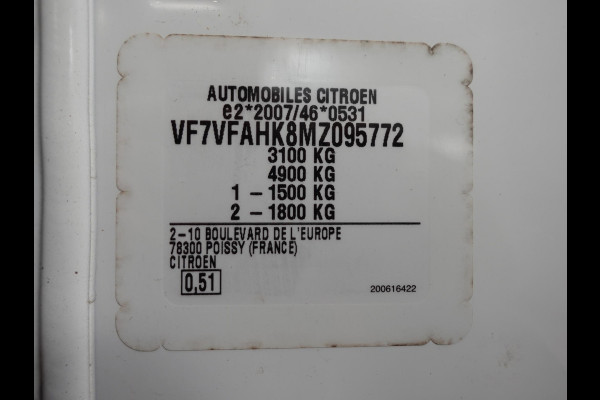 AUTOMOBILES CITROEN
e2*2007/46*0531
VF7VFAHK8MZ095772
3100 KG
4900 KG
1 – 1500 KG
2 – 1800 KG
2–10 BOULEVARD DE L'EUROPE
78300 POISSY (FRANCE)
CITROEN
0,51
200616422